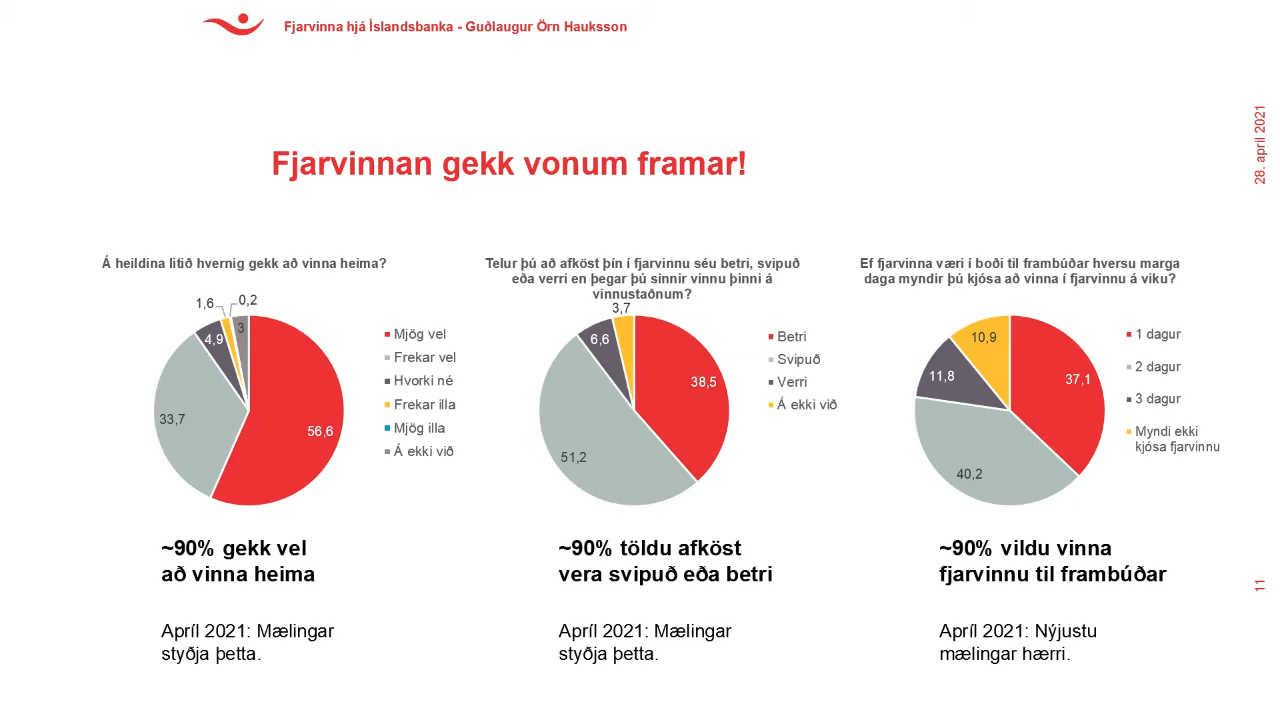 Fjarvinna hjá Íslandsbanka - Guðlaugur Örn Hauksson
28. apríl 2021
Fjarvinnan gekk vonum framar!
Á heildina litið hvernig gekk að vinna heima?
1,6
0,2
3
4,9
33,7
56,6
Mjög vel
Frekar vel
Hvorki né
Frekar illa
Mjög illa
Á ekki við
~90% gekk vel
að vinna heima
Apríl 2021: Mælingar
styðja þetta.
Telur þú að afköst þín í fjarvinnu séu betri, svipuð
eða verri en þegar þú sinnir vinnu þinni á
vinnustaðnum?
3,7
6,6
38,5
51,2
Betri
Svipuð
Verri
Á ekki við
~90% töldu afköst
vera svipuð eða betri
Apríl 2021: Mælingar
styðja þetta.
Ef fjarvinna væri í boði til frambúðar hversu marga
daga myndir þú kjósa að vinna í fjarvinnu á viku?
10,9
11,8
37,1
40,2
1 dagur
2 dagur
3 dagur
Myndi ekki
kjósa fjarvinnu
~90% vildu vinna
fjarvinnu til frambúðar
Apríl 2021: Nýjustu
mælingar hærri.
11